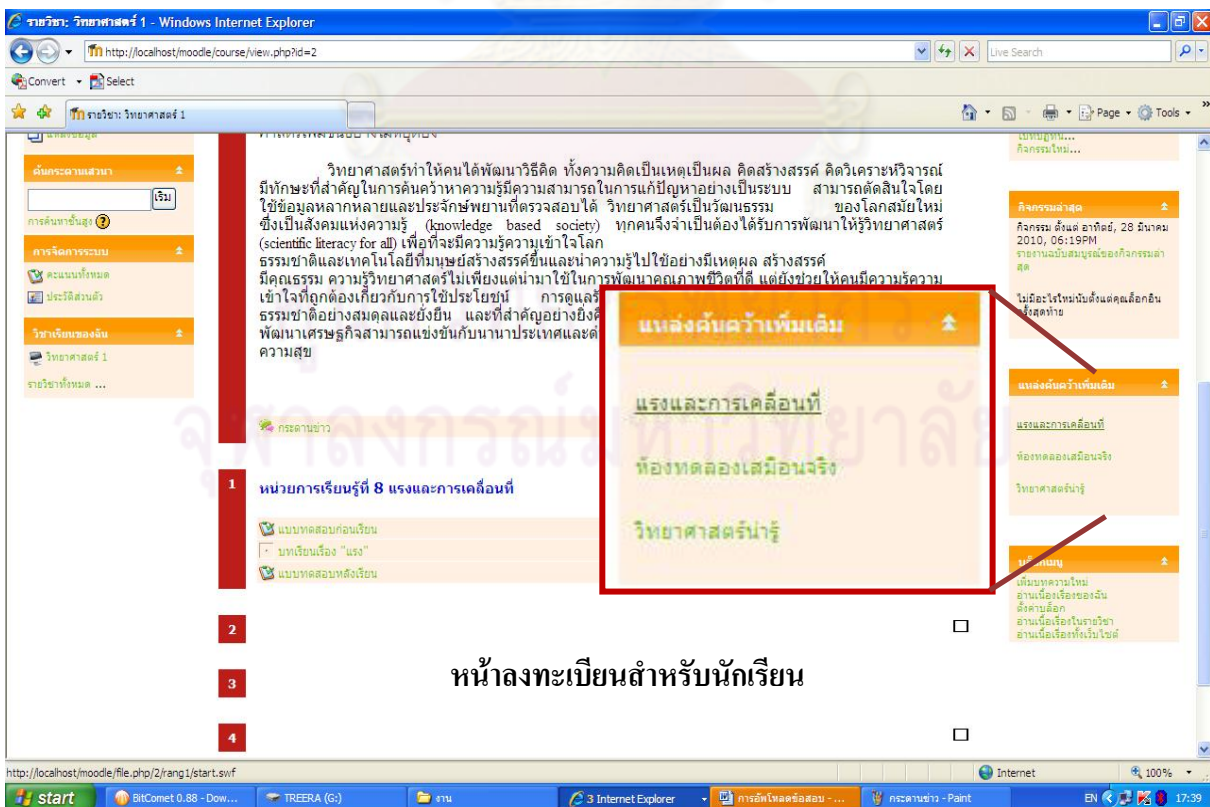 รายวิชา: วิทยาศาสตร์ 1 - Windows Internet Explorer
http://localhost/moodle/course/view.php?id=2
Live Search
Convert Select
รายวิชา: วิทยาศาสตร์ 1
Page Tools
แหล่งข้อมูล
ค้นกระดานเสวนา
เริ่ม
การค้นหาขั้นสูง
การจัดการระบบ
คะแนนทั้งหมด
ประวัติส่วนตัว
วิชาเรียนของฉัน
วิทยาศาสตร์ 1
รายวิชาทั้งหมด ...
วิทยาศาสตร์ทำให้คนได้พัฒนาวิธีคิด ทั้งความคิดเป็นเหตุเป็นผล คิดสร้างสรรค์ คิดวิเคราะห์วิจารณ์
มีทักษะที่สำคัญในการค้นคว้าหาความรู้มีความสามารถในการแก้ปัญหาอย่างเป็นระบบ สามารถตัดสินใจโดย
ใช้ข้อมูลหลากหลายและประจักษ์พยานที่ตรวจสอบได้ วิทยาศาสตร์เป็นวัฒนธรรม ของโลกสมัยใหม่
ซึ่งเป็นสังคมแห่งความรู้ (knowledge based society) ทุกคนจึงจำเป็นต้องได้รับการพัฒนาให้รู้วิทยาศาสตร์
(scientific literacy for all) เพื่อที่จะมีความรู้ความเข้าใจโลก
ธรรมชาติและเทคโนโลยีที่มนุษย์สร้างสรรค์ขึ้นและนำความรู้ไปใช้อย่างมีเหตุผล สร้างสรรค์
มีคุณธรรม ความรู้วิทยาศาสตร์ไม่เพียงแต่นำมาใช้ในการพัฒนาคุณภาพชีวิตที่ดี แต่ยังช่วยให้คนมีความรู้ความ
เข้าใจที่ถูกต้องเกี่ยวกับการใช้ประโยชน์ การดูแลรั
ธรรมชาติอย่างสมดุลและยั่งยืน และที่สำคัญอย่างยิ่งคื
พัฒนาเศรษฐกิจสามารถแข่งขันกับนานาประเทศและดำ
ความสุข
กระดานข่าว
1
หน่วยการเรียนรู้ที่ 8 แรงและการเคลื่อนที่
แบบทดสอบก่อนเรียน
บทเรียนเรื่อง "แรง"
แบบทดสอบหลังเรียน
2
3
4
หน้าลงทะเบียนสำหรับนักเรียน
แหล่งค้นคว้าเพิ่มเติม
แรงและการเคลื่อนที่
ห้องทดลองเสมือนจริง
วิทยาศาสตร์น่ารู้
ไปปฏิทิน...
กิจกรรมใหม่...
กิจกรรมล่าสุด
กิจกรรม ตั้งแต่ อาทิตย์, 28 มีนาคม
2010, 06:19PM
รายงานฉบับสมบูรณ์ของกิจกรรมล่า
สุด
ไม่มีอะไรใหม่นับตั้งแต่คุณล็อกอิน
ครั้งสุดท้าย
แหล่งค้นคว้าเพิ่มเติม
แรงและการเคลื่อนที่
ห้องทดลองเสมือนจริง
วิทยาศาสตร์น่ารู้
บล็อกเมนู
เพิ่มบทความใหม่
อ่านเนื้อเรื่องของฉัน
ตั้งค่าบล็อก
อ่านเนื้อเรื่องในรายวิชา
อ่านเนื้อเรื่องทั้งเว็บไซต์
จุฬาลงกรณ์มหาวิทยาลัย
http://localhost/moodle/file.php/2/rang1/start.swf
Internet 100%
start BitComet 0.88 - Dow... TREERA (G:) งาน 3 Internet Explorer การอัพโหลดข้อสอบ - ... กระดานข่าว - Paint EN 17:39